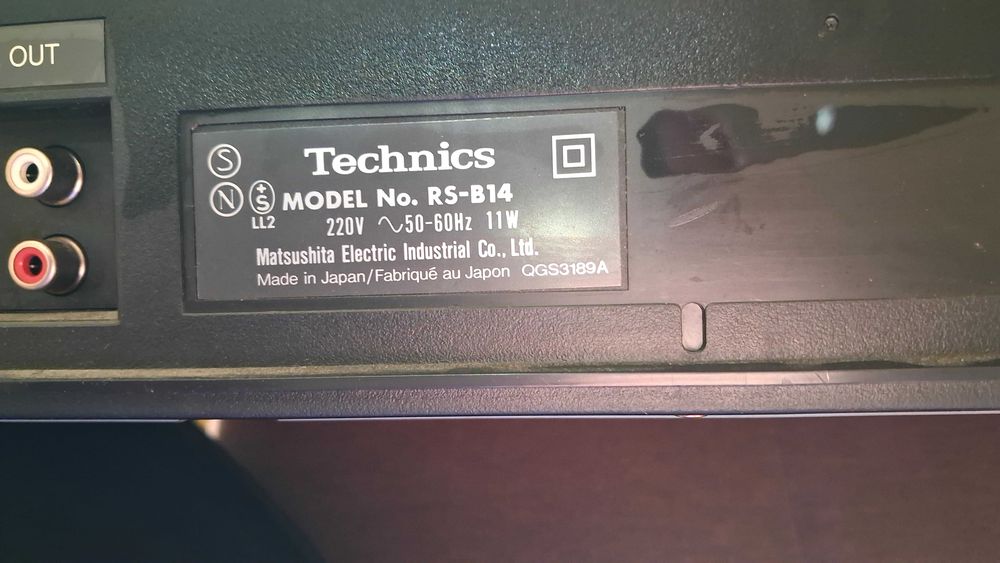 OUT
S
Technics
N
+
S
MODEL No. RS-B14
LL2
220V ∿50-60Hz 11W
Matsushita Electric Industrial Co., Ltd.
Made in Japan/Fabriqué au Japon QGS3189A